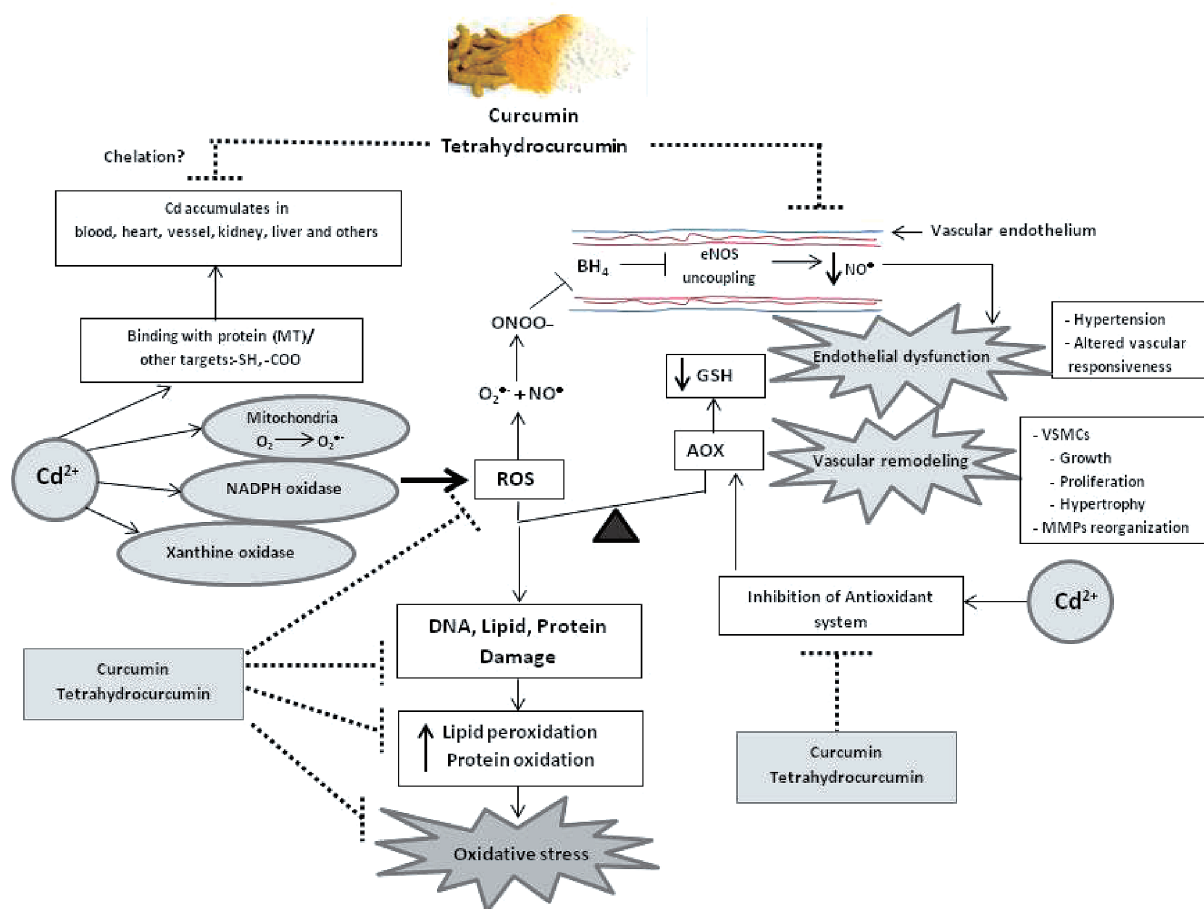 Curcumin
Tetrahydrocurcumin
Chelation?
Cd accumulates in
blood, heart, vessel, kidney, liver and others
Vascular endothelium
BH₄
eNOS
uncoupling
NO•
ONOO–
Binding with protein (MT)/
other targets:-SH, -COO
Endothelial dysfunction
- Hypertension
- Altered vascular
responsiveness
GSH
O₂•- + NO•
Mitochondria
O₂ → O₂•-
Cd²⁺
NADPH oxidase
ROS
AOX
Vascular remodeling
- VSMCs
- Growth
- Proliferation
- Hypertrophy
- MMPs reorganization
Xanthine oxidase
Inhibition of Antioxidant
system
Cd²⁺
DNA, Lipid, Protein
Damage
Curcumin
Tetrahydrocurcumin
Lipid peroxidation
Protein oxidation
Curcumin
Tetrahydrocurcumin
Oxidative stress